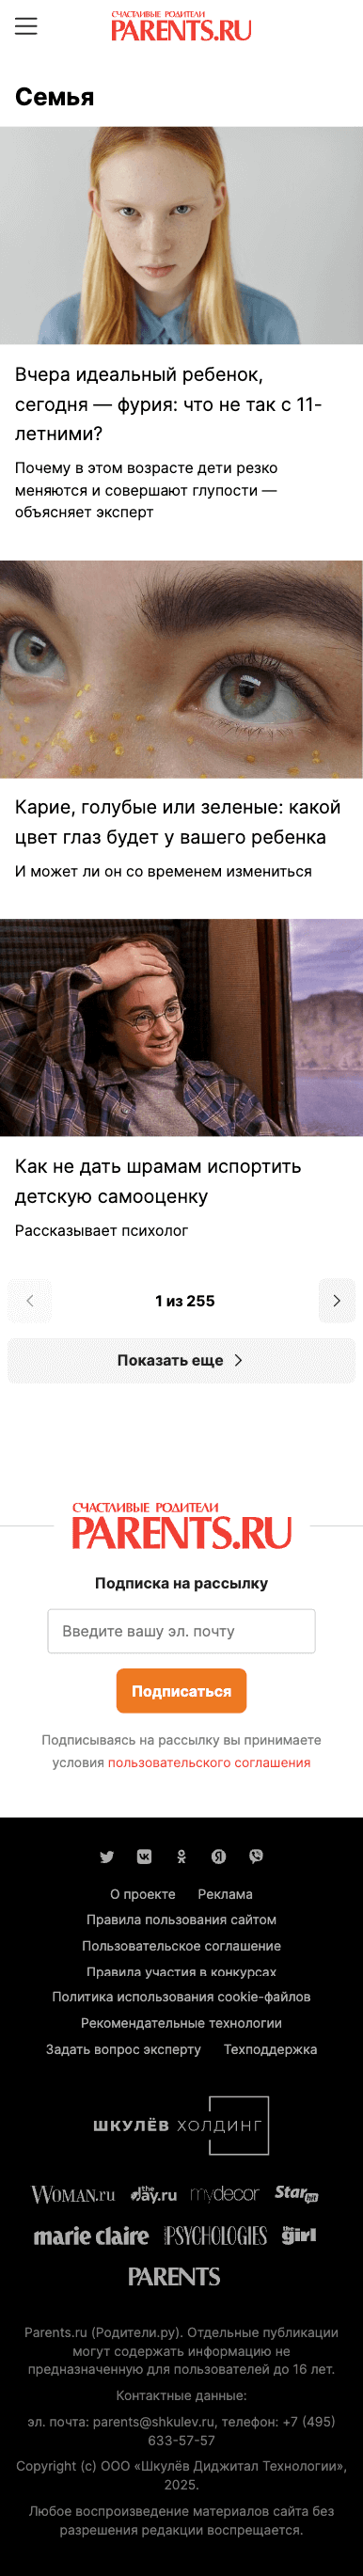 СЧАСТЛИВЫЕ РОДИТЕЛИ
PARENTS.RU
Семья
Вчера идеальный ребенок,
сегодня — фурия: что не так с 11-
летними?
Почему в этом возрасте дети резко
меняются и совершают глупости —
объясняет эксперт
Карие, голубые или зеленые: какой
цвет глаз будет у вашего ребенка
И может ли он со временем измениться
Как не дать шрамам испортить
детскую самооценку
Рассказывает психолог
1 из 255
Показать еще
СЧАСТЛИВЫЕ РОДИТЕЛИ
PARENTS.RU
Подписка на рассылку
Введите вашу эл. почту
Подписаться
Подписываясь на рассылку вы принимаете
условия пользовательского соглашения
О проекте Реклама
Правила пользования сайтом
Пользовательское соглашение
Правила участия в конкурсах
Политика использования cookie-файлов
Рекомендательные технологии
Задать вопрос эксперту Техподдержка
ШКУЛЁВ ХОЛДИНГ
WOMAN.ru theDay.ru mydecor StarHit
marie claire PSYCHOLOGIES the girl
PARENTS
Parents.ru (Родители.ру). Отдельные публикации
могут содержать информацию не
предназначенную для пользователей до 16 лет.
Контактные данные:
эл. почта: parents@shkulev.ru, телефон: +7 (495)
633-57-57
Copyright (с) ООО «Шкулёв Диджитал Технологии»,
2025.
Любое воспроизведение материалов сайта без
разрешения редакции воспрещается.